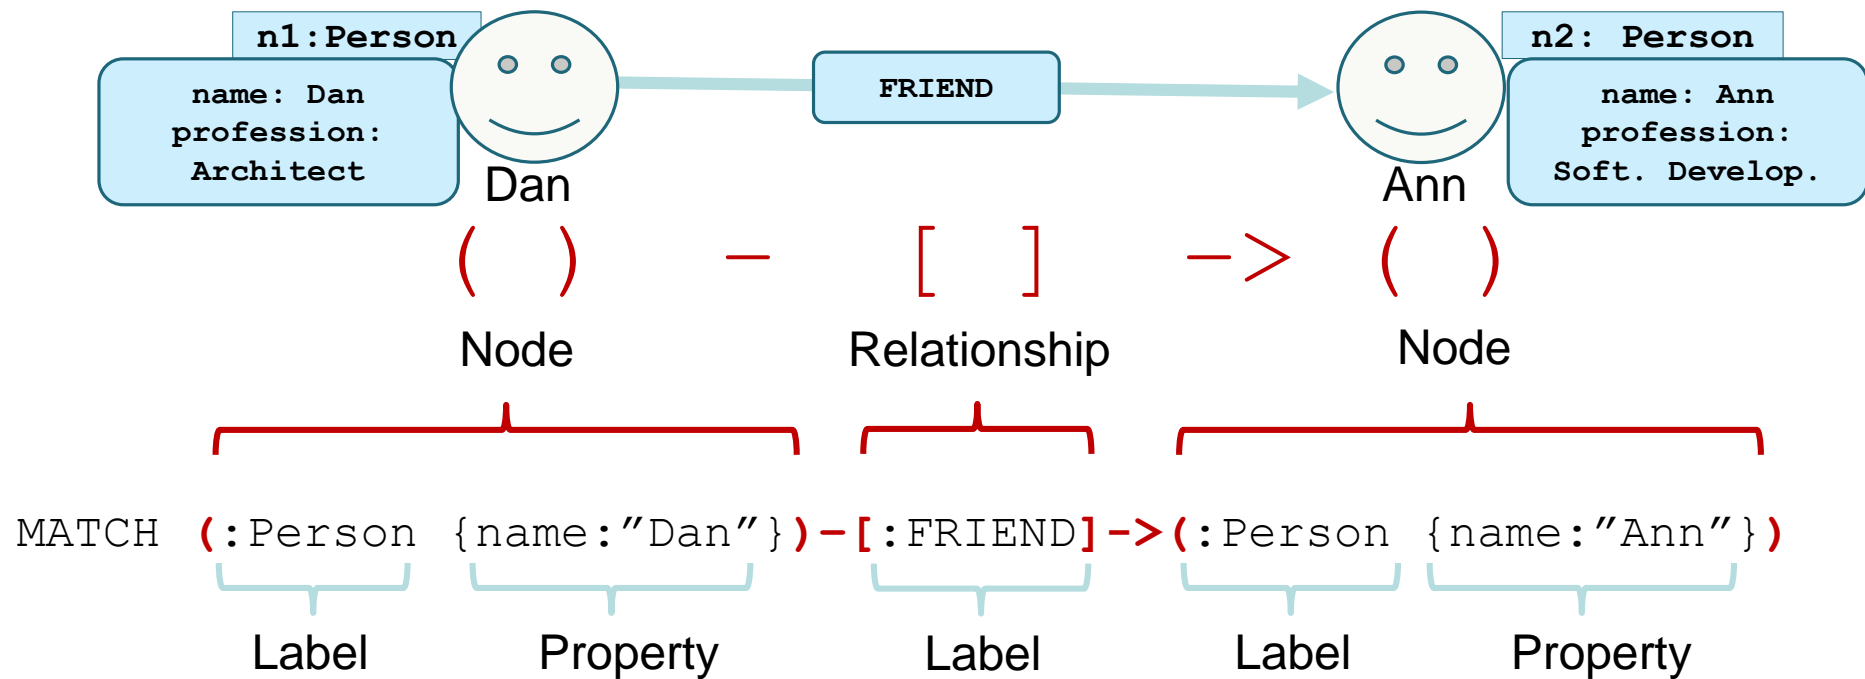 n1:Person
name: Dan
profession:
Architect
Dan
FRIEND
n2: Person
name: Ann
profession:
Soft. Develop.
Ann
( ) – [ ] –> ( )
Node Relationship Node
MATCH (:Person {name:”Dan”})–[:FRIEND]–>(:Person {name:”Ann”})
Label Property Label Label Property